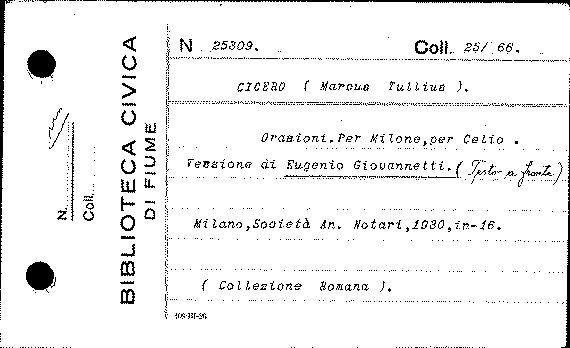 N 25309. Coll. 25/ 66.
CICERO ( Marcus Tullius ).
Orazioni.Per Milone,per Celio .
Versione di Eugenio Giovannetti.( Testo a fronte)
Milano,Società An. Notari,1930,in-16.
( Collezione Romana ).
BIBLIOTECA CIVICA
DI FIUME
N.
Coll.